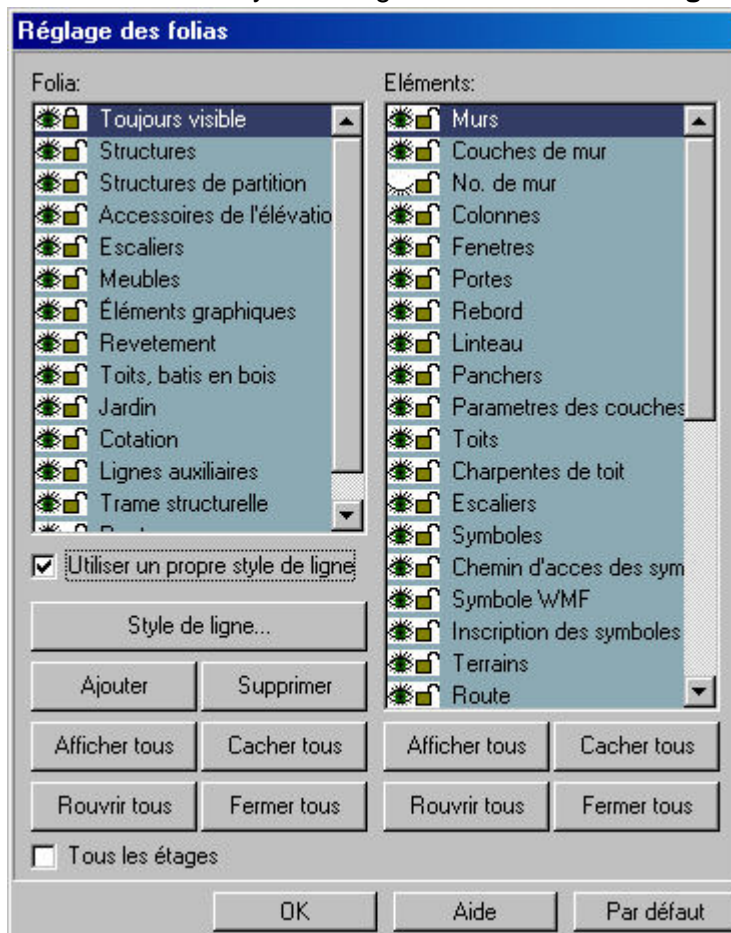 Réglage des folias
Folia:
Toujours visible
Structures
Structures de partition
Accessoires de l'élévatio
Escaliers
Meubles
Éléments graphiques
Revetement
Toits, batis en bois
Jardin
Cotation
Lignes auxiliaires
Trame structurelle
Utiliser un propre style de ligne
Style de ligne...
Ajouter Supprimer
Afficher tous Cacher tous
Rouvrir tous Fermer tous
Tous les étages
Eléments:
Murs
Couches de mur
No. de mur
Colonnes
Fenetres
Portes
Rebord
Linteau
Panchers
Parametres des couches
Toits
Charpentes de toit
Escaliers
Symboles
Chemin d'acces des sym
Symbole WMF
Inscription des symboles
Terrains
Route
Afficher tous Cacher tous
Rouvrir tous Fermer tous
OK Aide Par défaut